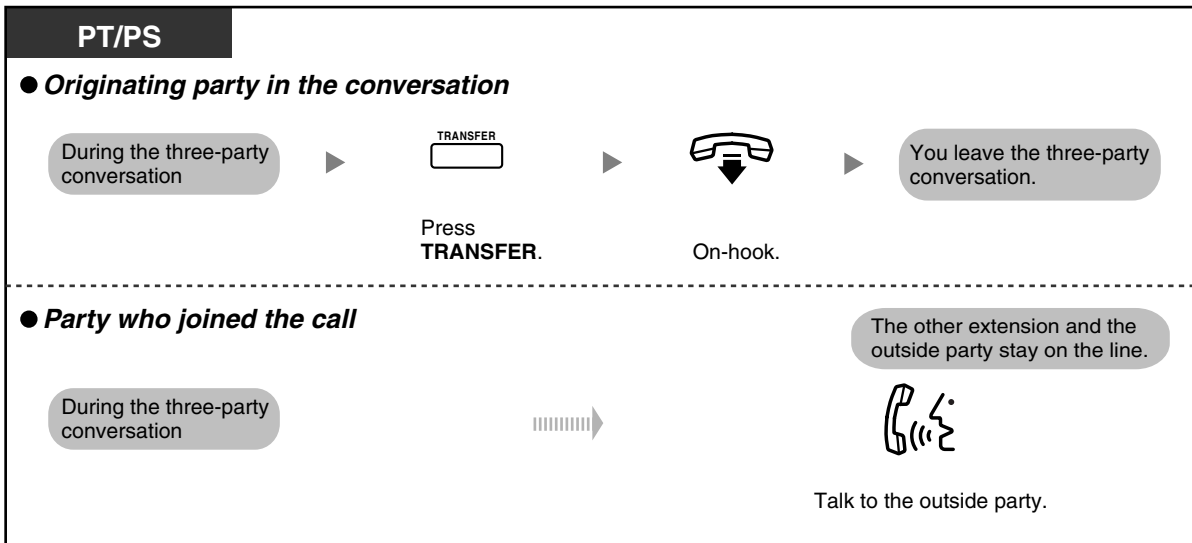 PT/PS
● Originating party in the conversation
During the three-party
conversation
TRANSFER
Press
TRANSFER.
On-hook.
You leave the three-party
conversation.
● Party who joined the call
During the three-party
conversation
The other extension and the
outside party stay on the line.
Talk to the outside party.